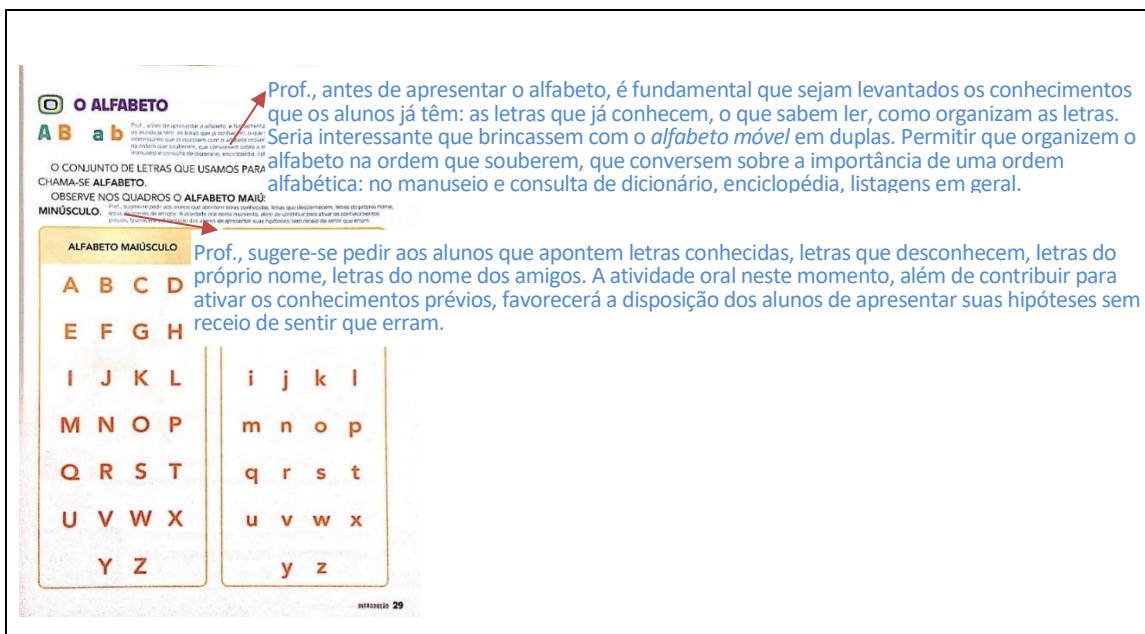 O ALFABETO
A B a b
Prof., antes de apresentar o alfabeto, é fundamental que sejam levantados os conhecimentos
que os alunos já têm: as letras que já conhecem, o que sabem ler, como organizam as letras.
Seria interessante que brincassem com o alfabeto móvel em duplas. Permitir que organizem o
alfabeto na ordem que souberem, que conversem sobre a importância de uma ordem
alfabética: no manuseio e consulta de dicionário, enciclopédia, listagens em geral.
O CONJUNTO DE LETRAS QUE USAMOS PARA
CHAMA-SE ALFABETO.
OBSERVE NOS QUADROS O ALFABETO MAIÚS
MINÚSCULO.
Prof., sugere-se pedir aos alunos que apontem letras conhecidas, letras que desconhecem, letras do
próprio nome, letras do nome dos amigos. A atividade oral neste momento, além de contribuir para
ativar os conhecimentos prévios, favorecerá a disposição dos alunos de apresentar suas hipóteses sem
receio de sentir que erram.
ALFABETO MAIÚSCULO
A B C D
E F G H
I J K L
M N O P
Q R S T
U V W X
Y Z
i j k l
m n o p
q r s t
u v w x
y z
INTRODUÇÃO 29